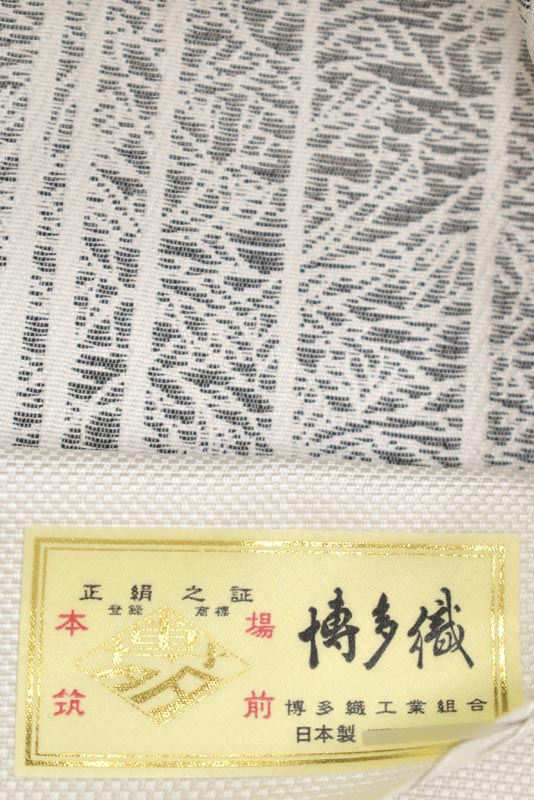 正絹之証
登録商標
本場
筑前
博多織
博多織工業組合
日本製